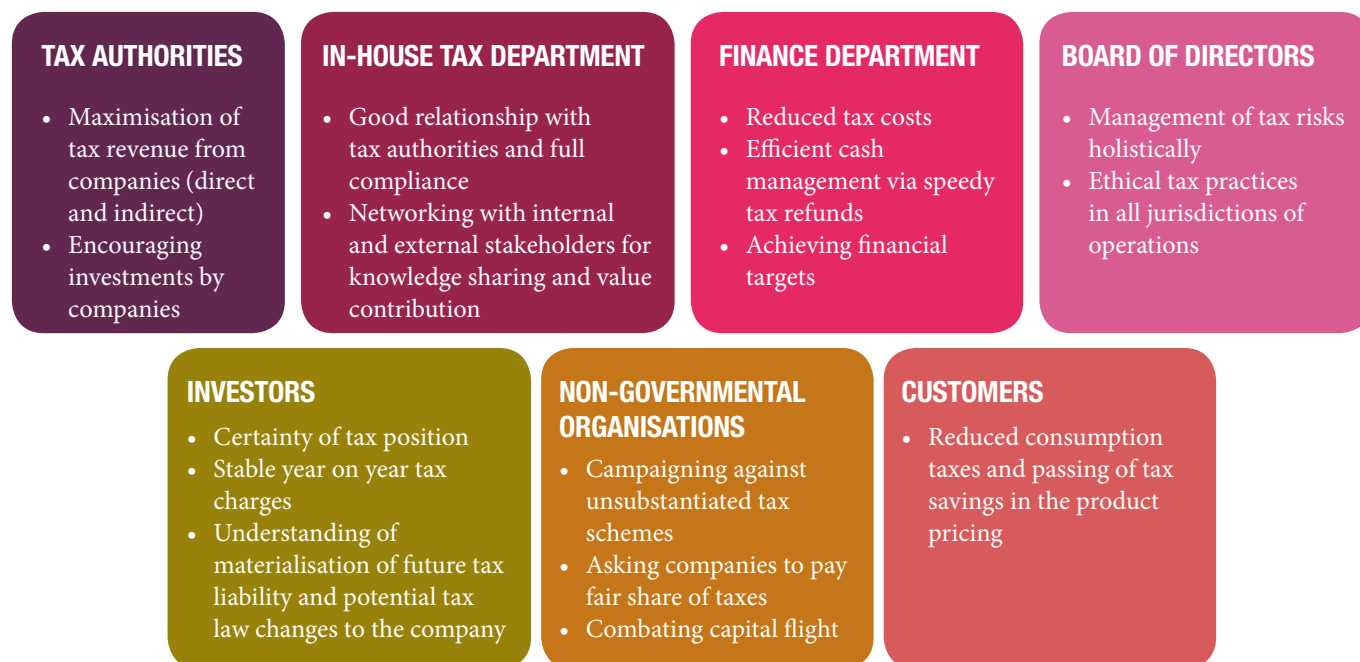 TAX AUTHORITIES
• Maximisation of
tax revenue from
companies (direct
and indirect)
• Encouraging
investments by
companies
IN-HOUSE TAX DEPARTMENT
• Good relationship with
tax authorities and full
compliance
• Networking with internal
and external stakeholders for
knowledge sharing and value
contribution
FINANCE DEPARTMENT
• Reduced tax costs
• Efficient cash
management via speedy
tax refunds
• Achieving financial
targets
BOARD OF DIRECTORS
• Management of tax risks
holistically
• Ethical tax practices
in all jurisdictions of
operations
INVESTORS
• Certainty of tax position
• Stable year on year tax
charges
• Understanding of
materialisation of future tax
liability and potential tax
law changes to the company
NON-GOVERNMENTAL
ORGANISATIONS
• Campaigning against
unsubstantiated tax
schemes
• Asking companies to pay
fair share of taxes
• Combating capital flight
CUSTOMERS
• Reduced consumption
taxes and passing of tax
savings in the product
pricing